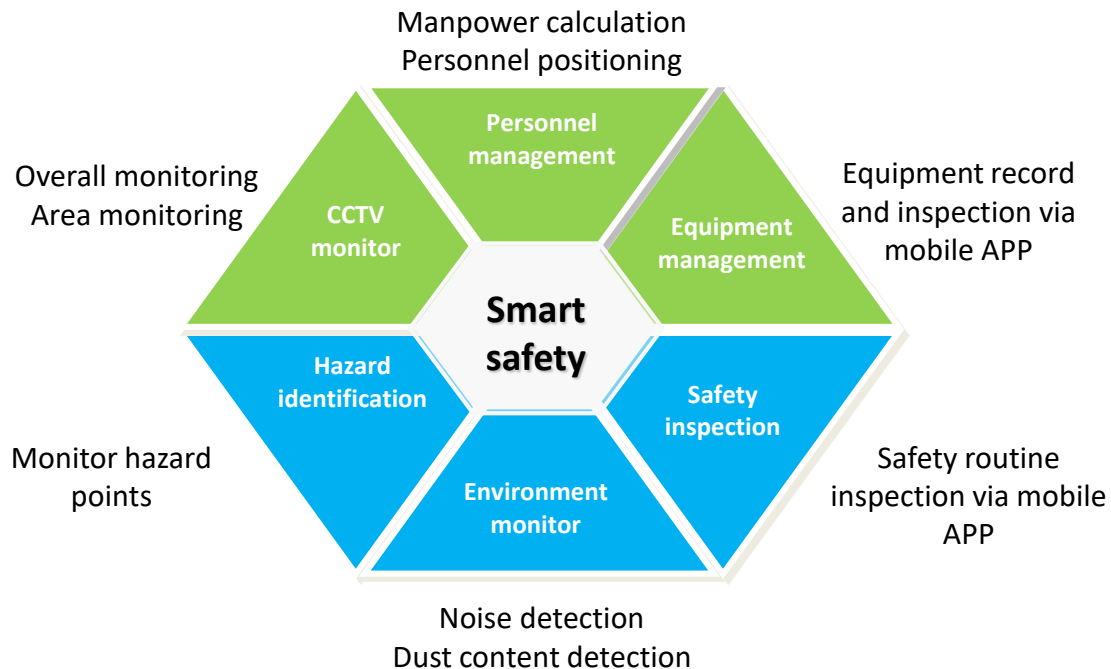 Manpower calculation
Personnel positioning
Personnel
management
Overall monitoring
Area monitoring
CCTV
monitor
Equipment
management
Equipment record
and inspection via
mobile APP
Smart
safety
Hazard
identification
Monitor hazard
points
Safety
inspection
Safety routine
inspection via mobile
APP
Environment
monitor
Noise detection
Dust content detection